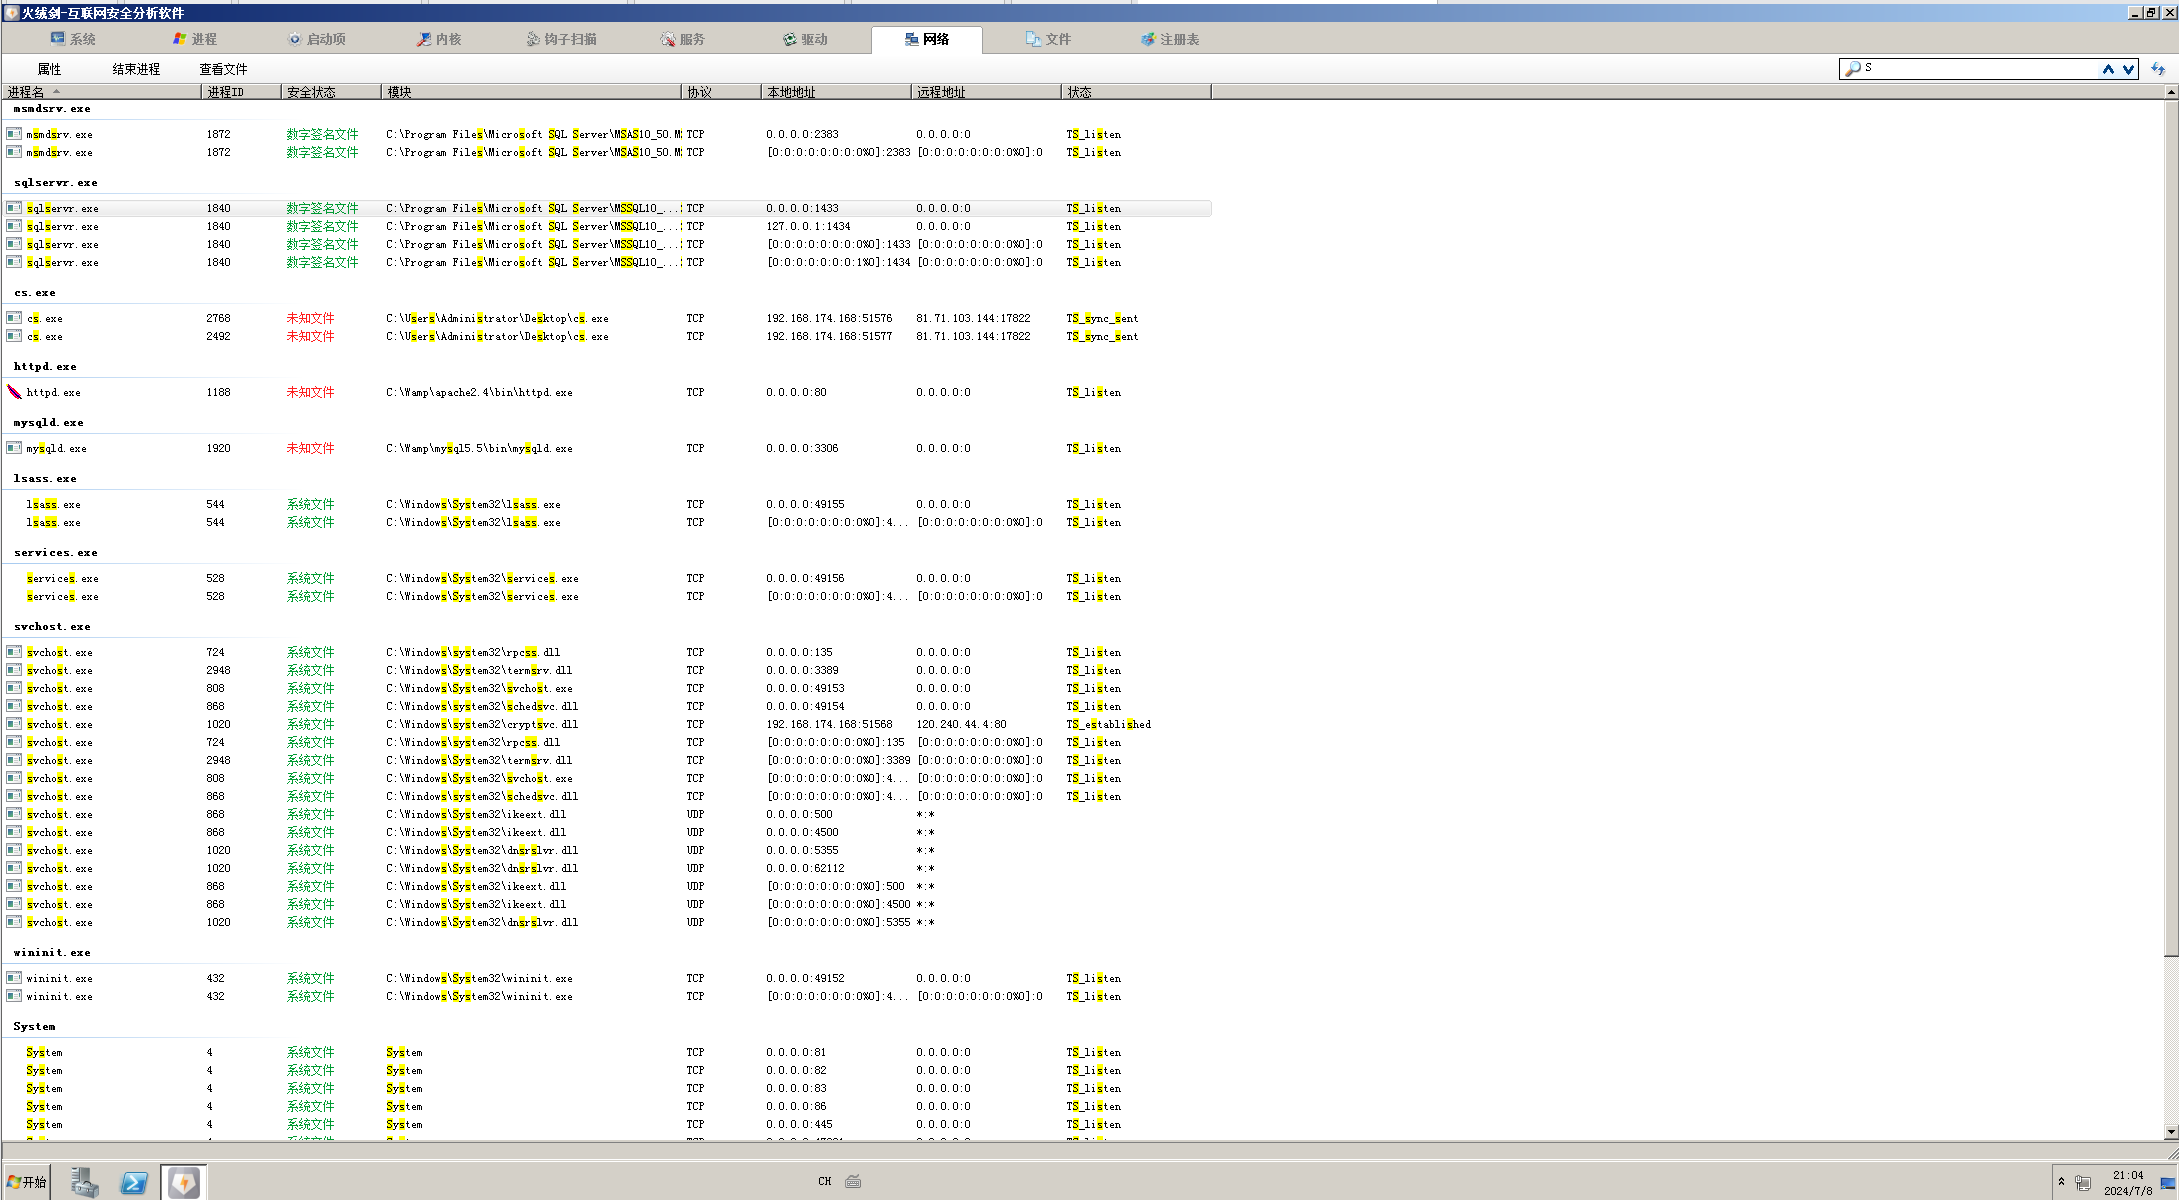 火绒剑-互联网安全分析软件
系统 进程 启动项 内核 钩子扫描 服务 驱动 网络 文件 注册表
属性 结束进程 查看文件 S
进程名 进程ID 安全状态 模块 协议 本地地址 远程地址 状态
msmdsrv.exe
msmdsrv.exe 1872 数字签名文件 C:\Program Files\Microsoft SQL Server\MSAS10_50.M TCP 0.0.0.0:2383 0.0.0.0:0 TS_listen
msmdsrv.exe 1872 数字签名文件 C:\Program Files\Microsoft SQL Server\MSAS10_50.M TCP [0:0:0:0:0:0:0:0%0]:2383 [0:0:0:0:0:0:0:0%0]:0 TS_listen
sqlservr.exe
sqlservr.exe 1840 数字签名文件 C:\Program Files\Microsoft SQL Server\MSSQL10_...: TCP 0.0.0.0:1433 0.0.0.0:0 TS_listen
sqlservr.exe 1840 数字签名文件 C:\Program Files\Microsoft SQL Server\MSSQL10_...: TCP 127.0.0.1:1434 0.0.0.0:0 TS_listen
sqlservr.exe 1840 数字签名文件 C:\Program Files\Microsoft SQL Server\MSSQL10_...: TCP [0:0:0:0:0:0:0:0%0]:1433 [0:0:0:0:0:0:0:0%0]:0 TS_listen
sqlservr.exe 1840 数字签名文件 C:\Program Files\Microsoft SQL Server\MSSQL10_...: TCP [0:0:0:0:0:0:0:1%0]:1434 [0:0:0:0:0:0:0:0%0]:0 TS_listen
cs.exe
cs.exe 2768 未知文件 C:\Users\Administrator\Desktop\cs.exe TCP 192.168.174.168:51576 81.71.103.144:17822 TS_sync_sent
cs.exe 2492 未知文件 C:\Users\Administrator\Desktop\cs.exe TCP 192.168.174.168:51577 81.71.103.144:17822 TS_sync_sent
httpd.exe
httpd.exe 1188 未知文件 C:\Wamp\apache2.4\bin\httpd.exe TCP 0.0.0.0:80 0.0.0.0:0 TS_listen
mysqld.exe
mysqld.exe 1920 未知文件 C:\Wamp\mysql5.5\bin\mysqld.exe TCP 0.0.0.0:3306 0.0.0.0:0 TS_listen
lsass.exe
lsass.exe 544 系统文件 C:\Windows\System32\lsass.exe TCP 0.0.0.0:49155 0.0.0.0:0 TS_listen
lsass.exe 544 系统文件 C:\Windows\System32\lsass.exe TCP [0:0:0:0:0:0:0:0%0]:4... [0:0:0:0:0:0:0:0%0]:0 TS_listen
services.exe
services.exe 528 系统文件 C:\Windows\System32\services.exe TCP 0.0.0.0:49156 0.0.0.0:0 TS_listen
services.exe 528 系统文件 C:\Windows\System32\services.exe TCP [0:0:0:0:0:0:0:0%0]:4... [0:0:0:0:0:0:0:0%0]:0 TS_listen
svchost.exe
svchost.exe 724 系统文件 C:\Windows\system32\rpcss.dll TCP 0.0.0.0:135 0.0.0.0:0 TS_listen
svchost.exe 2948 系统文件 C:\Windows\System32\termsrv.dll TCP 0.0.0.0:3389 0.0.0.0:0 TS_listen
svchost.exe 808 系统文件 C:\Windows\System32\svchost.exe TCP 0.0.0.0:49153 0.0.0.0:0 TS_listen
svchost.exe 868 系统文件 C:\Windows\system32\schedsvc.dll TCP 0.0.0.0:49154 0.0.0.0:0 TS_listen
svchost.exe 1020 系统文件 C:\Windows\system32\cryptsvc.dll TCP 192.168.174.168:51568 120.240.44.4:80 TS_established
svchost.exe 724 系统文件 C:\Windows\system32\rpcss.dll TCP [0:0:0:0:0:0:0:0%0]:135 [0:0:0:0:0:0:0:0%0]:0 TS_listen
svchost.exe 2948 系统文件 C:\Windows\System32\termsrv.dll TCP [0:0:0:0:0:0:0:0%0]:3389 [0:0:0:0:0:0:0:0%0]:0 TS_listen
svchost.exe 808 系统文件 C:\Windows\System32\svchost.exe TCP [0:0:0:0:0:0:0:0%0]:4... [0:0:0:0:0:0:0:0%0]:0 TS_listen
svchost.exe 868 系统文件 C:\Windows\system32\schedsvc.dll TCP [0:0:0:0:0:0:0:0%0]:4... [0:0:0:0:0:0:0:0%0]:0 TS_listen
svchost.exe 868 系统文件 C:\Windows\System32\ikeext.dll UDP 0.0.0.0:500 *:*
svchost.exe 868 系统文件 C:\Windows\System32\ikeext.dll UDP 0.0.0.0:4500 *:*
svchost.exe 1020 系统文件 C:\Windows\System32\dnsrslvr.dll UDP 0.0.0.0:5355 *:*
svchost.exe 1020 系统文件 C:\Windows\System32\dnsrslvr.dll UDP 0.0.0.0:62112 *:*
svchost.exe 868 系统文件 C:\Windows\System32\ikeext.dll UDP [0:0:0:0:0:0:0:0%0]:500 *:*
svchost.exe 868 系统文件 C:\Windows\System32\ikeext.dll UDP [0:0:0:0:0:0:0:0%0]:4500 *:*
svchost.exe 1020 系统文件 C:\Windows\System32\dnsrslvr.dll UDP [0:0:0:0:0:0:0:0%0]:5355 *:*
wininit.exe
wininit.exe 432 系统文件 C:\Windows\System32\wininit.exe TCP 0.0.0.0:49152 0.0.0.0:0 TS_listen
wininit.exe 432 系统文件 C:\Windows\System32\wininit.exe TCP [0:0:0:0:0:0:0:0%0]:4... [0:0:0:0:0:0:0:0%0]:0 TS_listen
System
System 4 系统文件 System TCP 0.0.0.0:81 0.0.0.0:0 TS_listen
System 4 系统文件 System TCP 0.0.0.0:82 0.0.0.0:0 TS_listen
System 4 系统文件 System TCP 0.0.0.0:83 0.0.0.0:0 TS_listen
System 4 系统文件 System TCP 0.0.0.0:86 0.0.0.0:0 TS_listen
System 4 系统文件 System TCP 0.0.0.0:445 0.0.0.0:0 TS_listen
开始 CH 21:04
2024/7/8